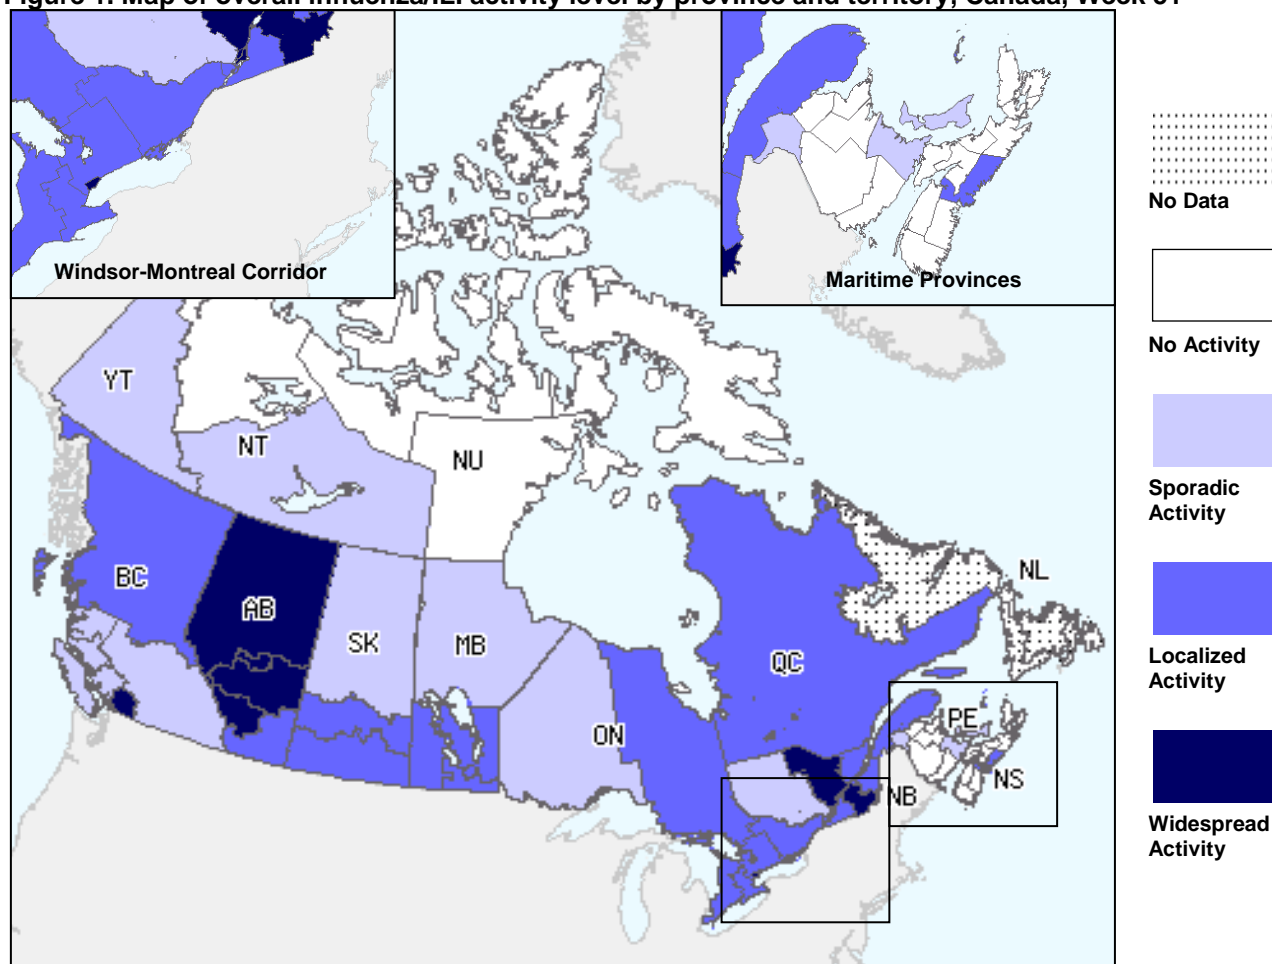 Windsor-Montreal Corridor
Maritime Provinces
No Data
No Activity
Sporadic
Activity
Localized
Activity
Widespread
Activity
YT
NT
NU
BC
AB
SK
MB
ON
QC
NL
PE
NS
NB